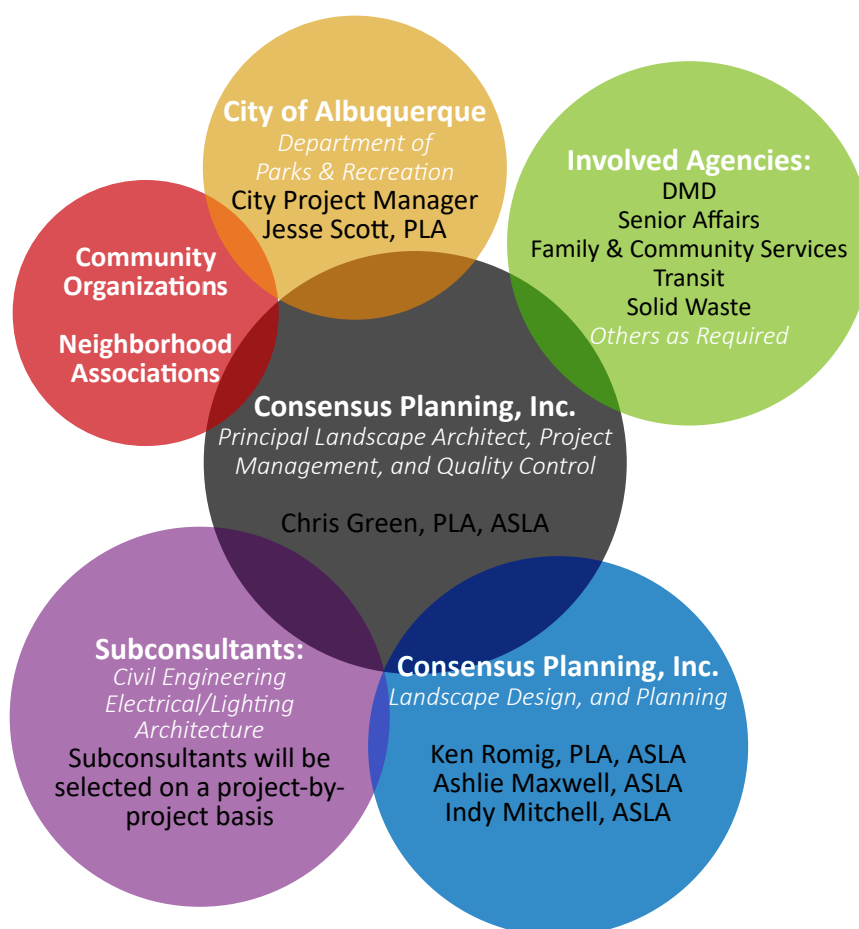 City of Albuquerque
Department of
Parks & Recreation
City Project Manager
Jesse Scott, PLA
Involved Agencies:
DMD
Senior Affairs
Family & Community Services
Transit
Solid Waste
Others as Required
Community
Organizations
Neighborhood
Associations
Consensus Planning, Inc.
Principal Landscape Architect, Project
Management, and Quality Control
Chris Green, PLA, ASLA
Subconsultants:
Civil Engineering
Electrical/Lighting
Architecture
Subconsultants will be
selected on a project-by-
project basis
Consensus Planning, Inc.
Landscape Design, and Planning
Ken Romig, PLA, ASLA
Ashlie Maxwell, ASLA
Indy Mitchell, ASLA